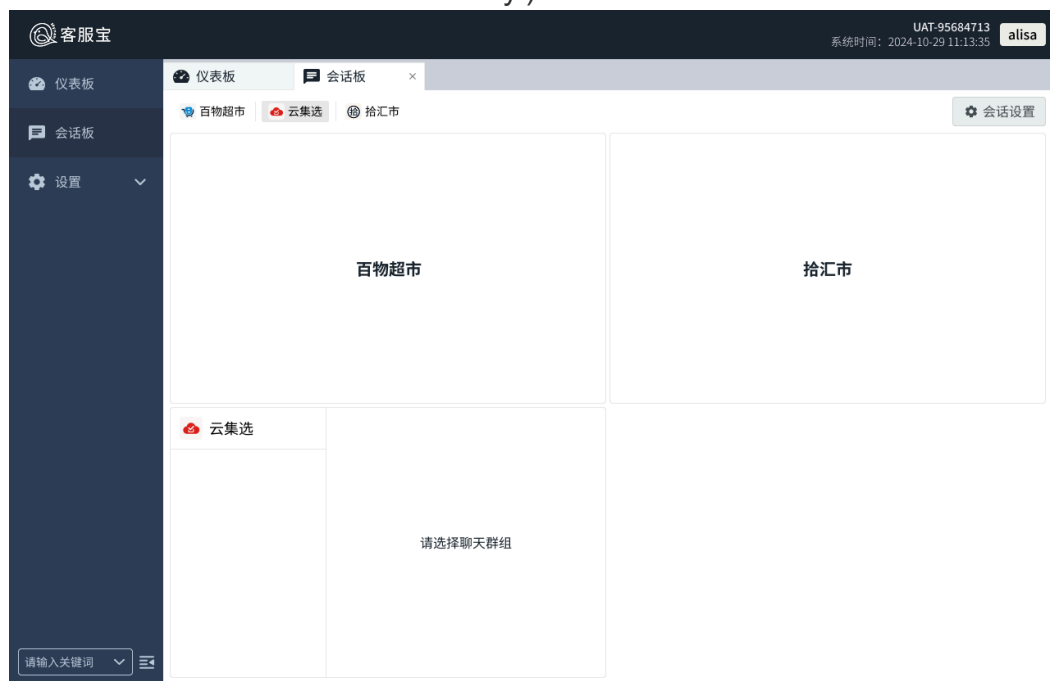 客服宝
UAT-95684713
系统时间：2024-10-29 11:13:35
alisa
仪表板
会话板
设置
请输入关键词
仪表板 会话板 ×
百物超市 云集选 拾汇市
会话设置
百物超市
拾汇市
云集选
请选择聊天群组